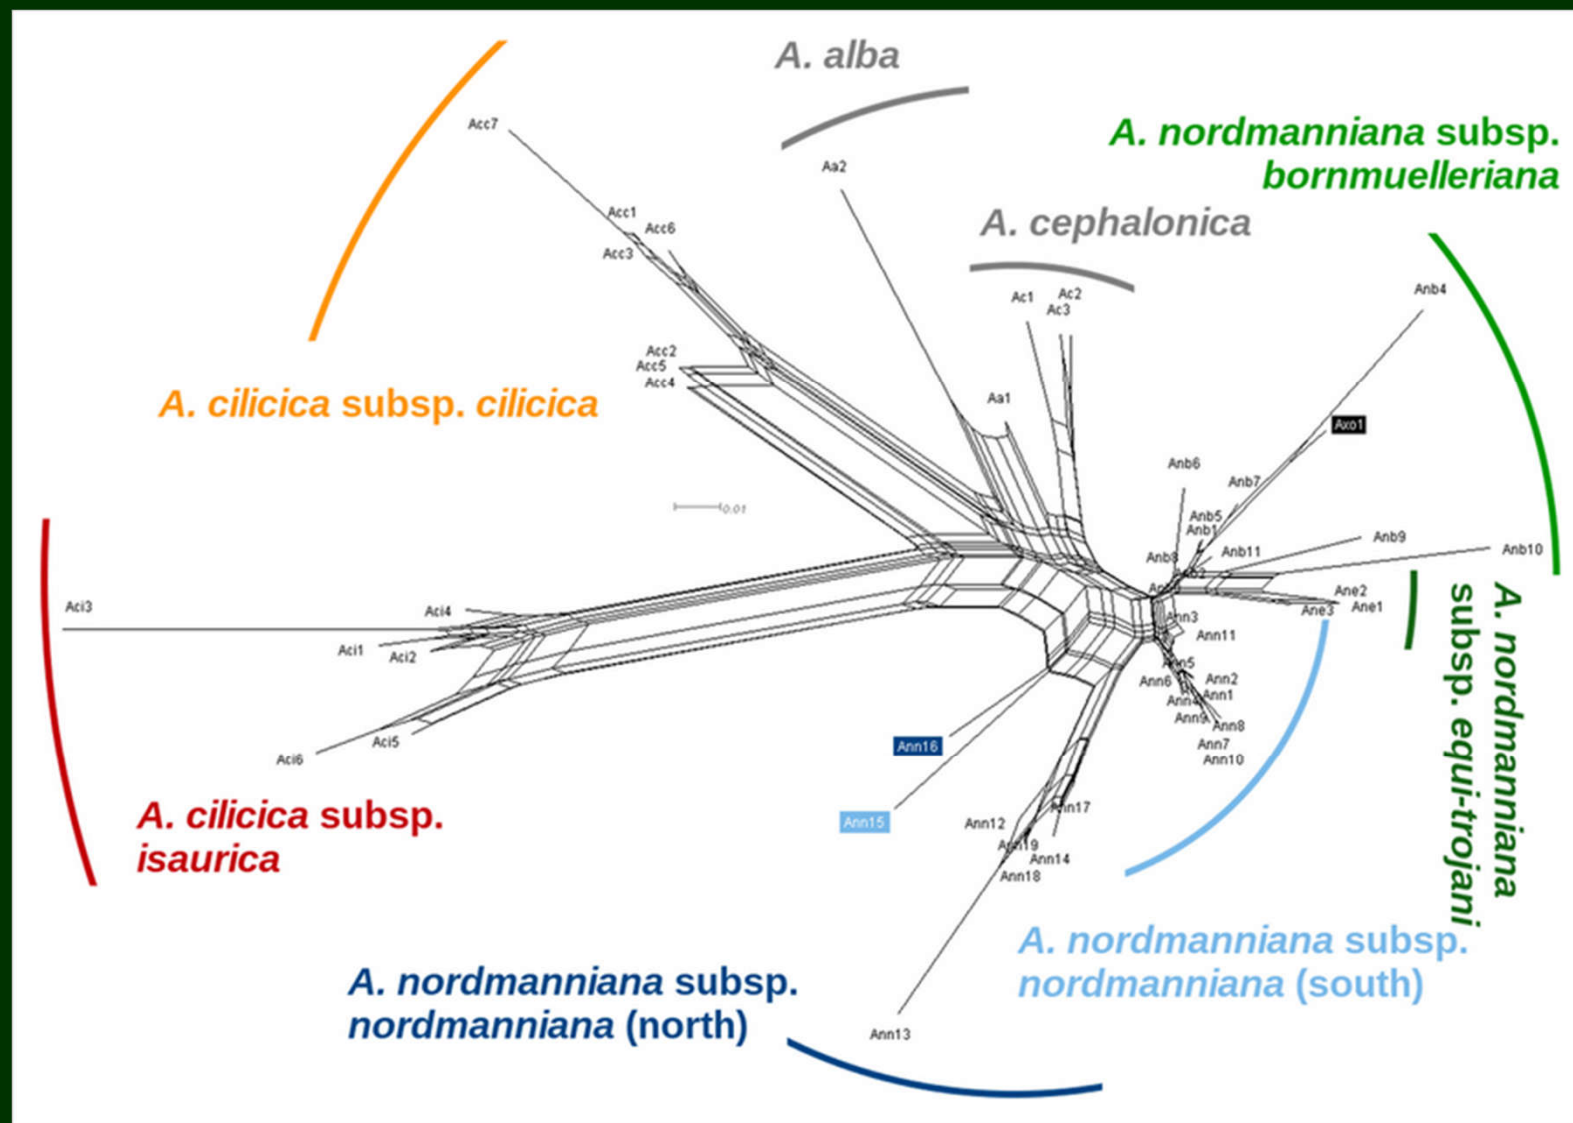 A. alba
Acc7
A. nordmanniana subsp.
bornmuelleriana
Aa2
Acc1
Acc6
A. cephalonica
Acc3
Anb4
Ac1
Ac2
Ac3
Acc2
Acc5
Acc4
A. cilicica subsp. cilicica
Aa1
Axo1
Anb6
Anb7
0.01
Anb5
Anb1
Anb9
Anb8
Anb11
Anb10
Ane2
Ane1
Ane3
Aci3
Aci4
Ann3
Ann11
Aci1
Aci2
Ann5
Ann6
Ann2
Ann1
Ann4
Ann9
Ann8
Ann7
Ann10
A. nordmanniana
subsp. equi-trojani
Aci5
Aci6
Ann16
Ann15
Ann17
Ann12
Ann19
Ann14
Ann18
A. cilicica subsp.
isaurica
A. nordmanniana subsp.
nordmanniana (south)
A. nordmanniana subsp.
nordmanniana (north)
Ann13